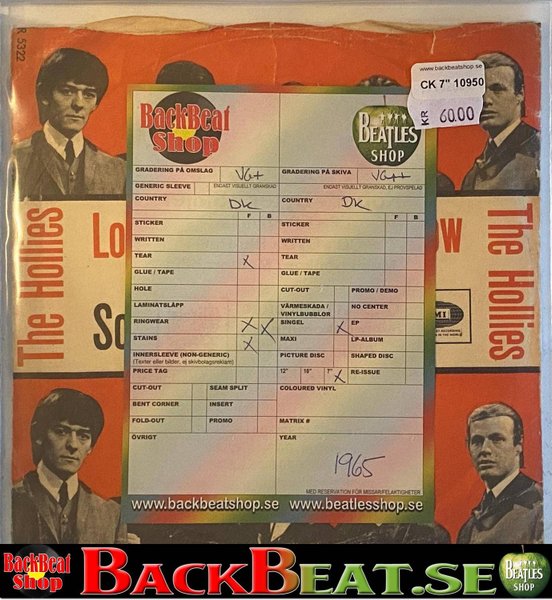 R 5322
www.backbeatshop.se
CK 7" 10950
KR 60.00
The Hollies
Lo
So
ow
The Hollies
BackBeat
Shop
BEATLES
SHOP
GRADERING PÅ OMSLAG VG+
GRADERING PÅ SKIVA VG++
GENERIC SLEEVE
ENDAST VISUELLT GRANSKAD
ENDAST VISUELLT GRANSKAD, EJ PROVSPELAD
COUNTRY DK
COUNTRY DK
F B
F B
STICKER
STICKER
WRITTEN
WRITTEN
TEAR X
TEAR
GLUE / TAPE
GLUE / TAPE
HOLE
CUT-OUT
PROMO / DEMO
LAMINATSLÄPP
VÄRMESKADA /
VINYLBUBBLOR
NO CENTER
RINGWEAR X X
SINGEL X
EP
STAINS X
MAXI
LP-ALBUM
INNERSLEEVE (NON-GENERIC)
(Texter eller bilder, ej skivbolagsreklam)
PICTURE DISC
SHAPED DISC
PRICE TAG
12" 10" 7" X
RE-ISSUE
CUT-OUT
SEAM SPLIT
COLOURED VINYL
BENT CORNER
INSERT
FOLD-OUT
PROMO
MATRIX #
ÖVRIGT
YEAR
1965
MED RESERVATION FÖR MISSAR/FELAKTIGHETER
www.backbeatshop.se
www.beatlesshop.se
BackBeat
Shop
BACKBEAT.SE
BEATLES
SHOP